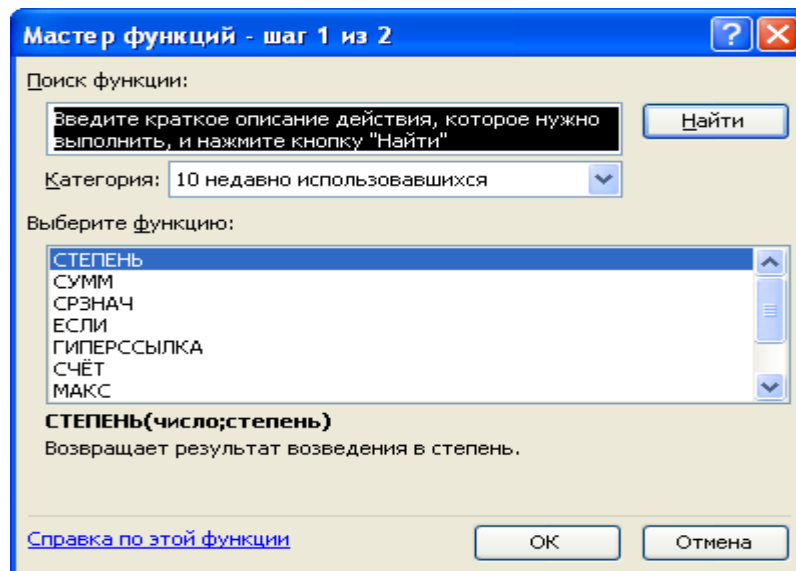 Мастер функций - шаг 1 из 2
Поиск функции:
Введите краткое описание действия, которое нужно
выполнить, и нажмите кнопку "Найти"
Найти
Категория: 10 недавно использовавшихся
Выберите функцию:
СТЕПЕНЬ
СУММ
СРЗНАЧ
ЕСЛИ
ГИПЕРССЫЛКА
СЧЁТ
МАКС
СТЕПЕНЬ(число;степень)
Возвращает результат возведения в степень.
Справка по этой функции
ОК
Отмена